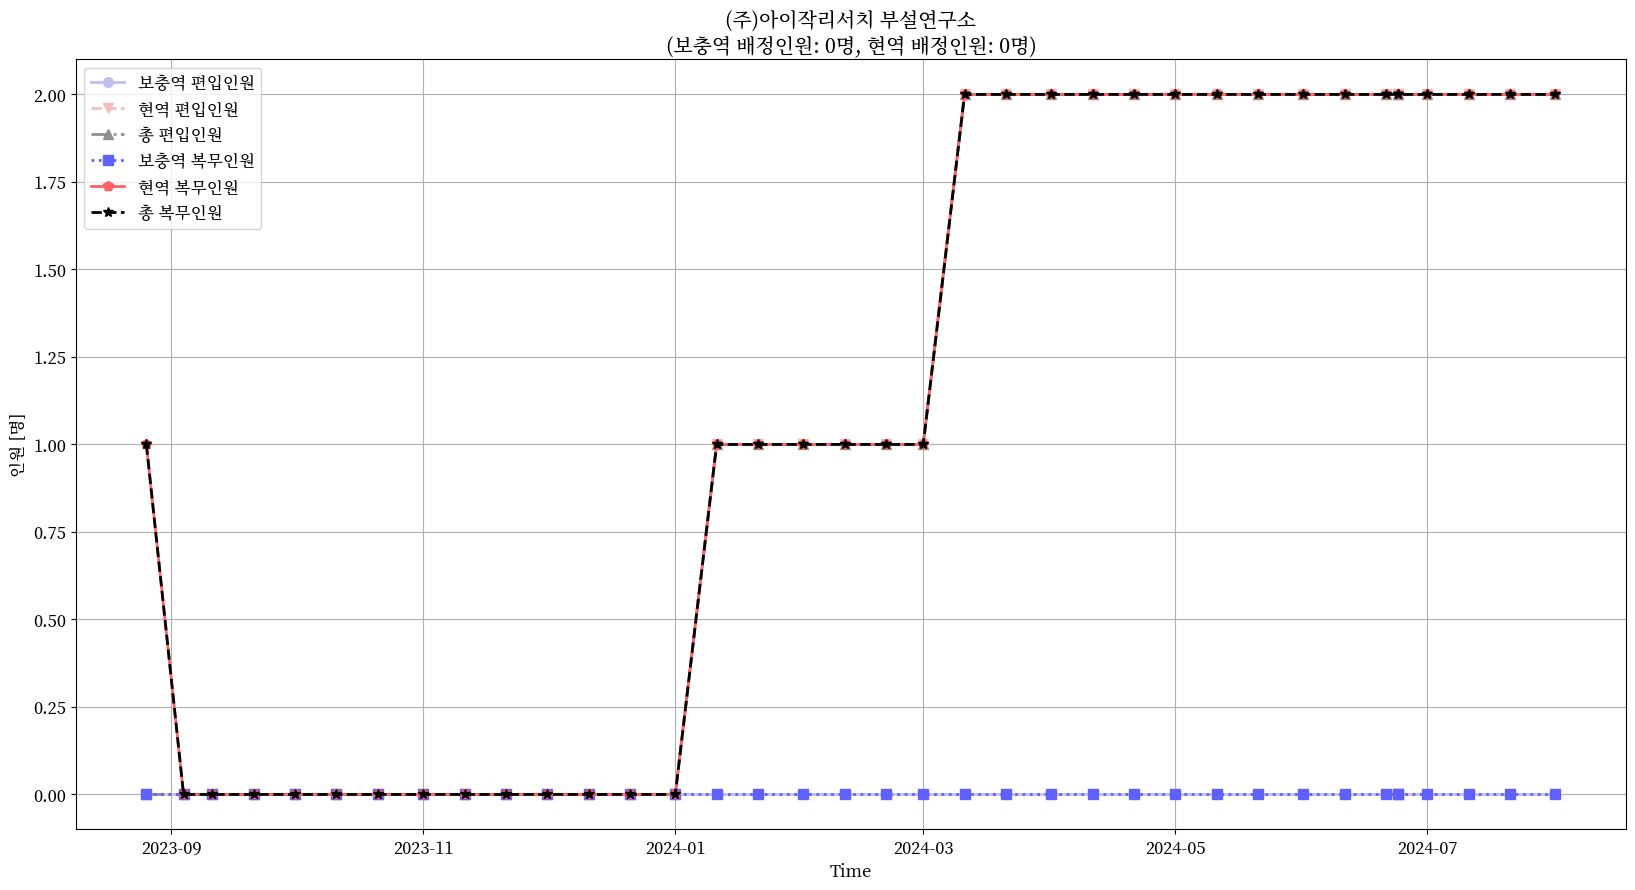 (주)아이작리서치 부설연구소
(보충역 배정인원: 0명, 현역 배정인원: 0명)
보충역 편입인원
현역 편입인원
총 편입인원
보충역 복무인원
현역 복무인원
총 복무인원
2.00
1.75
1.50
1.25
1.00
0.75
0.50
0.25
0.00
인원 [명]
2023-09
2023-11
2024-01
2024-03
2024-05
2024-07
Time